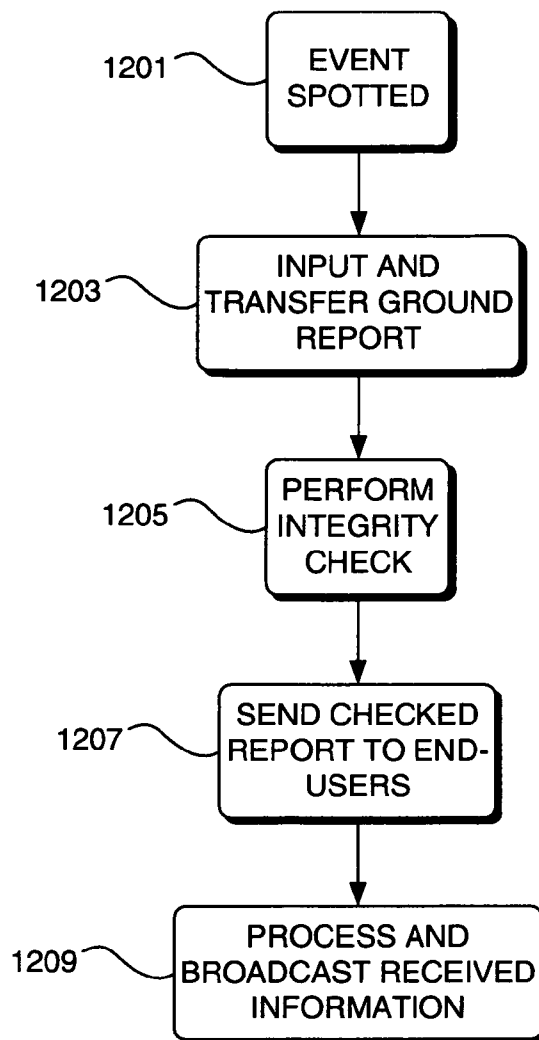 1201
EVENT
SPOTTED
1203
INPUT AND
TRANSFER GROUND
REPORT
1205
PERFORM
INTEGRITY
CHECK
1207
SEND CHECKED
REPORT TO END-
USERS
1209
PROCESS AND
BROADCAST RECEIVED
INFORMATION